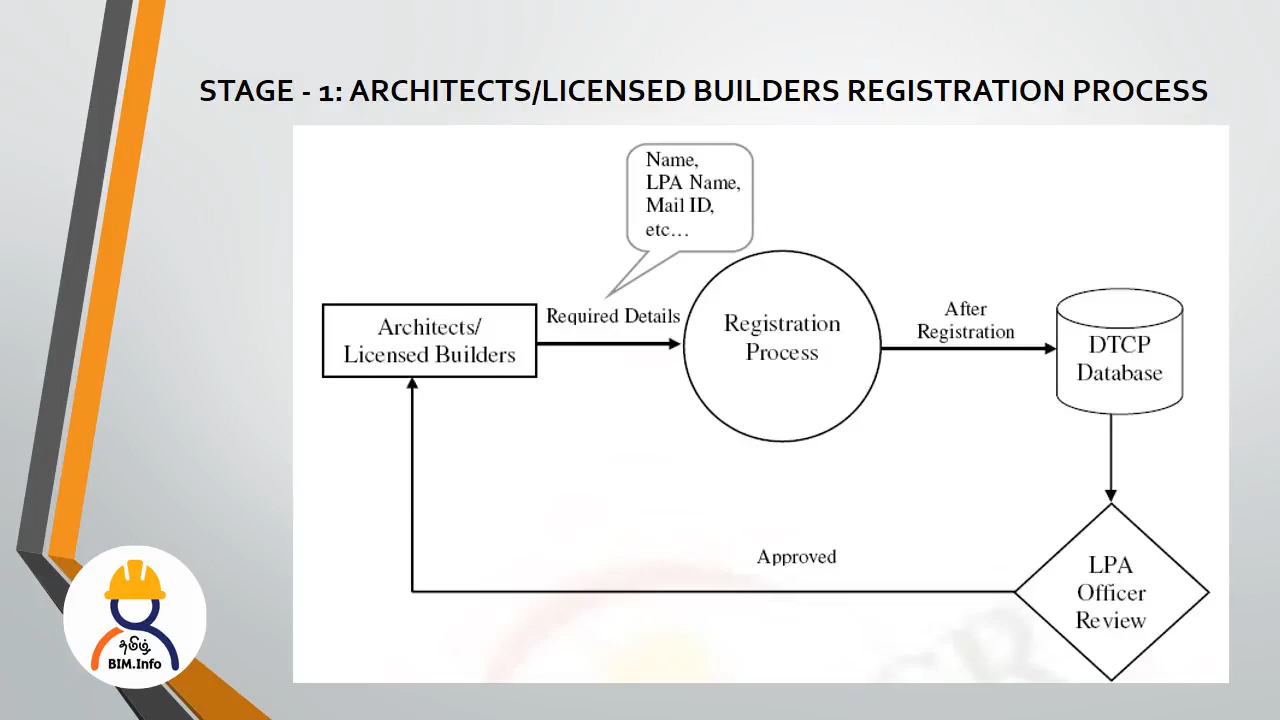 STAGE - 1: ARCHITECTS/LICENSED BUILDERS REGISTRATION PROCESS
Name,
LPA Name,
Mail ID,
etc...
Architects/
Licensed Builders
Required Details
Registration
Process
After
Registration
DTCP
Database
LPA
Officer
Review
Approved
தமிழ்
BIM.Info